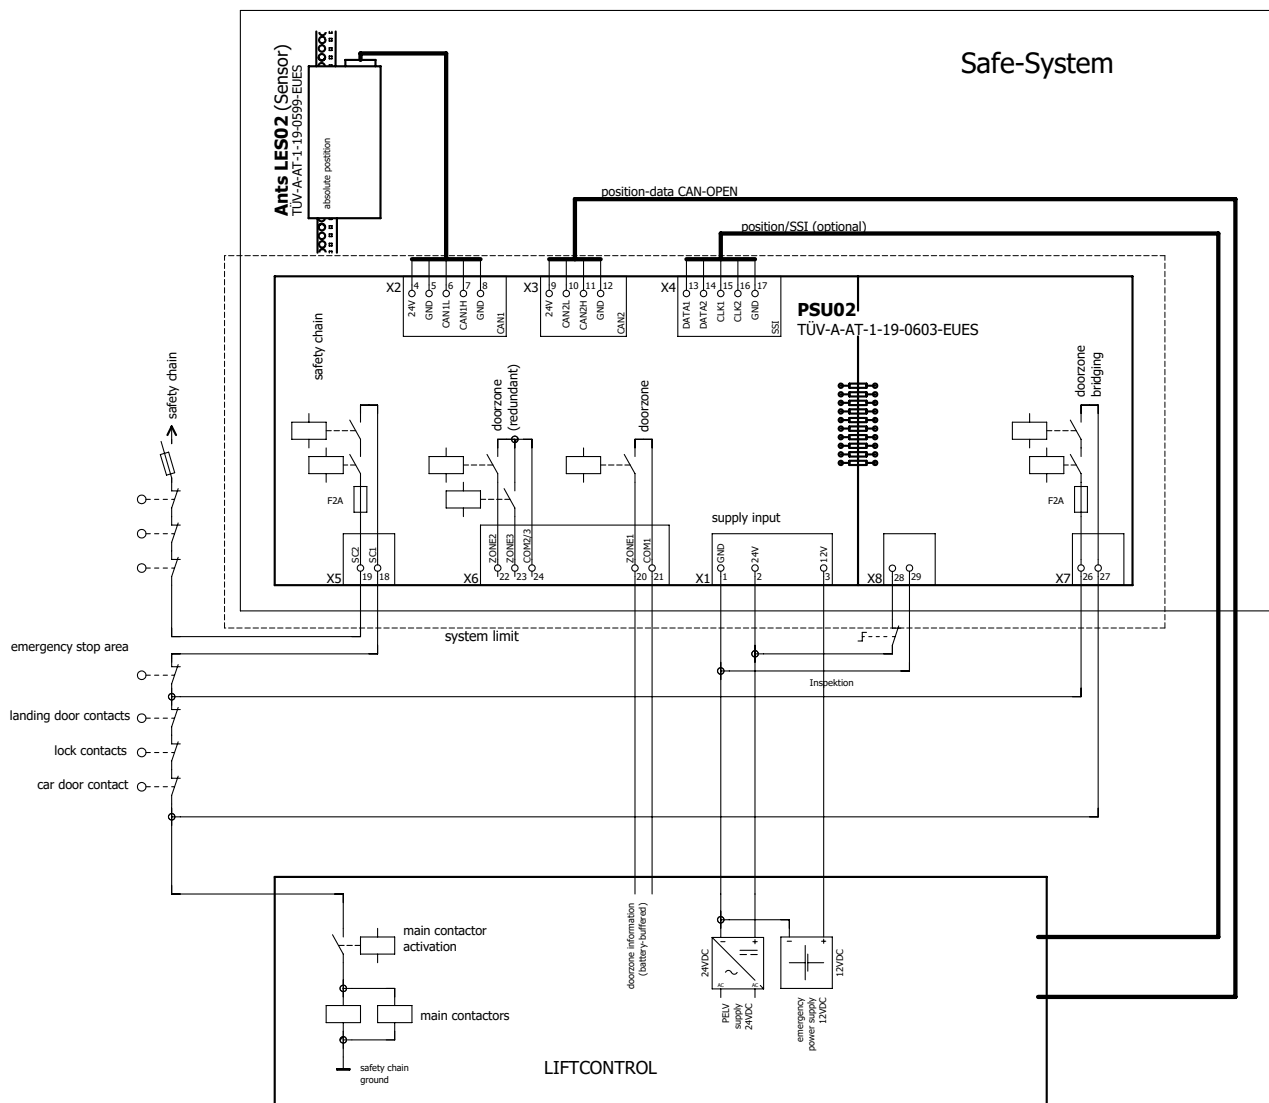 Safe-System
Ants LES02 (Sensor)
TÜV-A-AT-1-19-0599-EUES
absolute postition
position-data CAN-OPEN
position/SSI (optional)
X2
4
5
6
7
8
24V
GND
CAN1L
CAN1H
GND
CAN1
X3
9
10
11
12
24V
CAN2L
CAN2H
GND
CAN2
X4
13
14
15
16
17
DATA1
DATA2
CLK1
CLK2
GND
SSI
PSU02
TÜV-A-AT-1-19-0603-EUES
safety chain
safety chain
doorzone
(redundant)
doorzone
doorzone
bridging
F2A
F2A
supply input
SC2
SC1
X5
19
18
ZONE2
ZONE3
COM2/3
ZONE1
COM1
X6
22
23
24
20
21
GND
24V
12V
X1
1
2
3
X8
28
29
X7
26
27
system limit
emergency stop area
Inspektion
landing door contacts
lock contacts
car door contact
main contactor
activation
main contactors
safety chain
ground
doorzone information
(battery-buffered)
24VDC
−
+
AC
AC
PELV
supply
24VDC
−
+
12VDC
emergency
power supply
12VDC
LIFTCONTROL